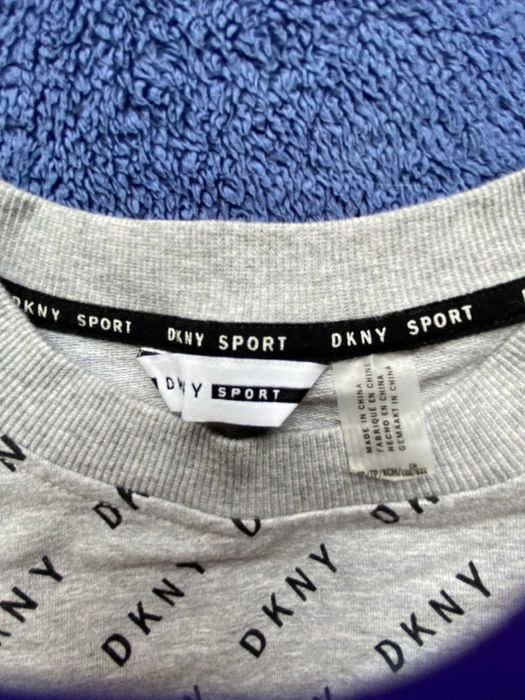 DKNY SPORT DKNY SPORT DKNY SPORT
DKNY SPORT
MADE IN CHINA
FABRIQUÉ EN CHINE
HECHO EN CHINA
GEMAAKT IN CHINA
DKNY
DKNY
DKNY
DKNY
DKNY